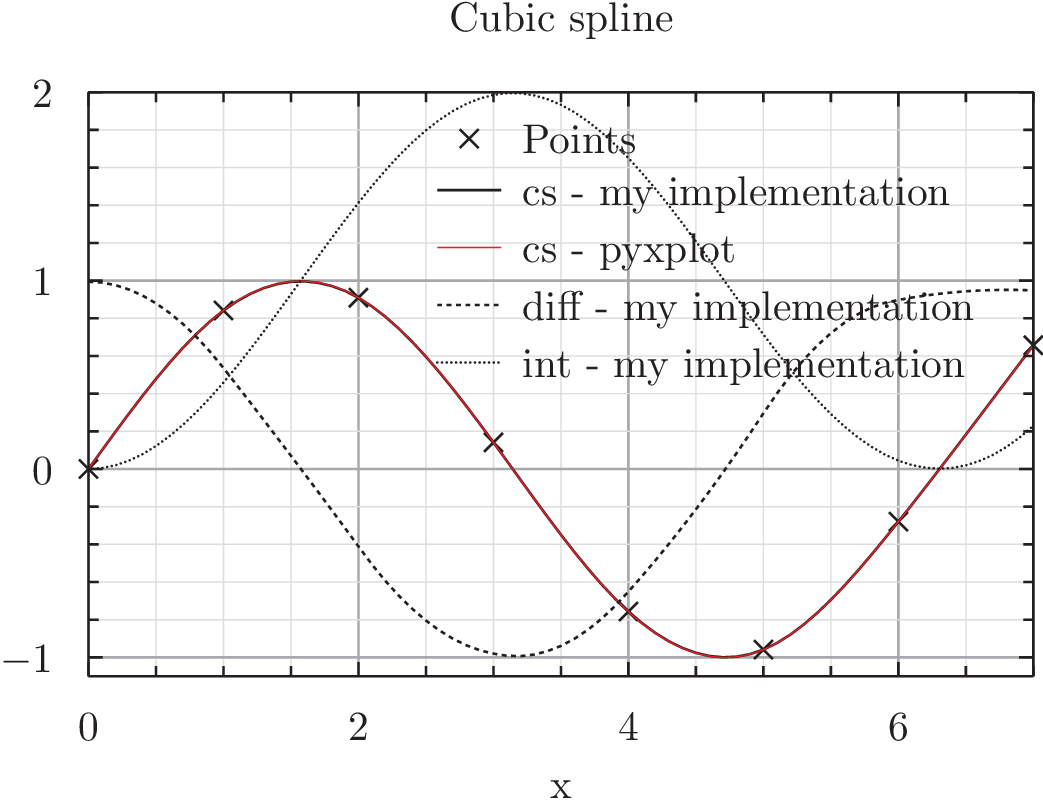 Cubic spline
2
Points
cs - my implementation
1
cs - pyxplot
diff - my implementation
int - my implementation
0
−1
0 2 4 6
x